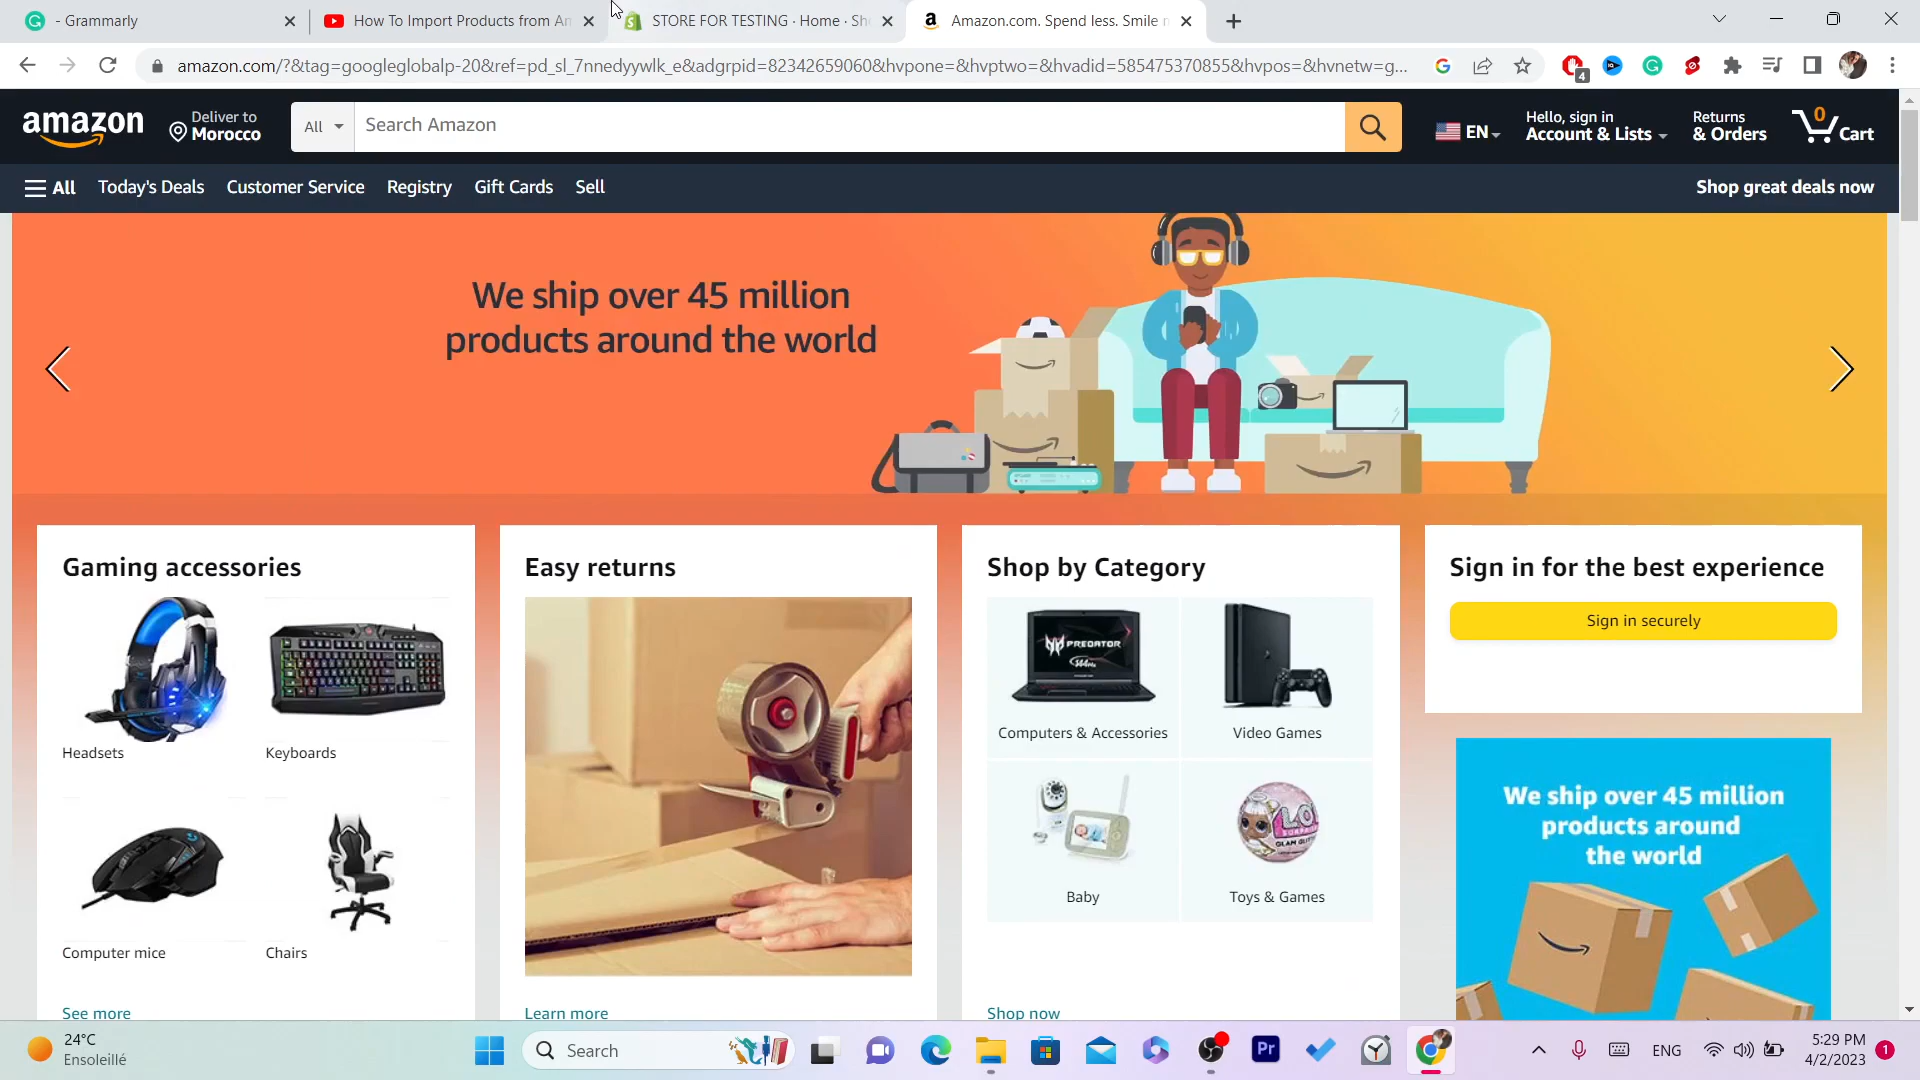 - Grammarly
How To Import Products from Am
STORE FOR TESTING · Home · Sh
Amazon.com. Spend less. Smile m
amazon.com/?&tag=googleglobalp-20&ref=pd_sl_7nnedyywlk_e&adgrpid=82342659060&hvpone=&hvptwo=&hvadid=585475370855&hvpos=&hvnetw=g...
4
amazon
Deliver to
Morocco
All
Search Amazon
EN
Hello, sign in
Account & Lists
Returns
& Orders
0
Cart
All
Today's Deals
Customer Service
Registry
Gift Cards
Sell
Shop great deals now
We ship over 45 million
products around the world
Gaming accessories
Headsets
Keyboards
Computer mice
Chairs
See more
Easy returns
Learn more
Shop by Category
PREDATOR
144Hz
Computers & Accessories
Video Games
Baby
Toys & Games
Shop now
Sign in for the best experience
Sign in securely
We ship over 45 million
products around
the world
24°C
Ensoleillé
Search
Pr
ENG
5:29 PM
4/2/2023
1